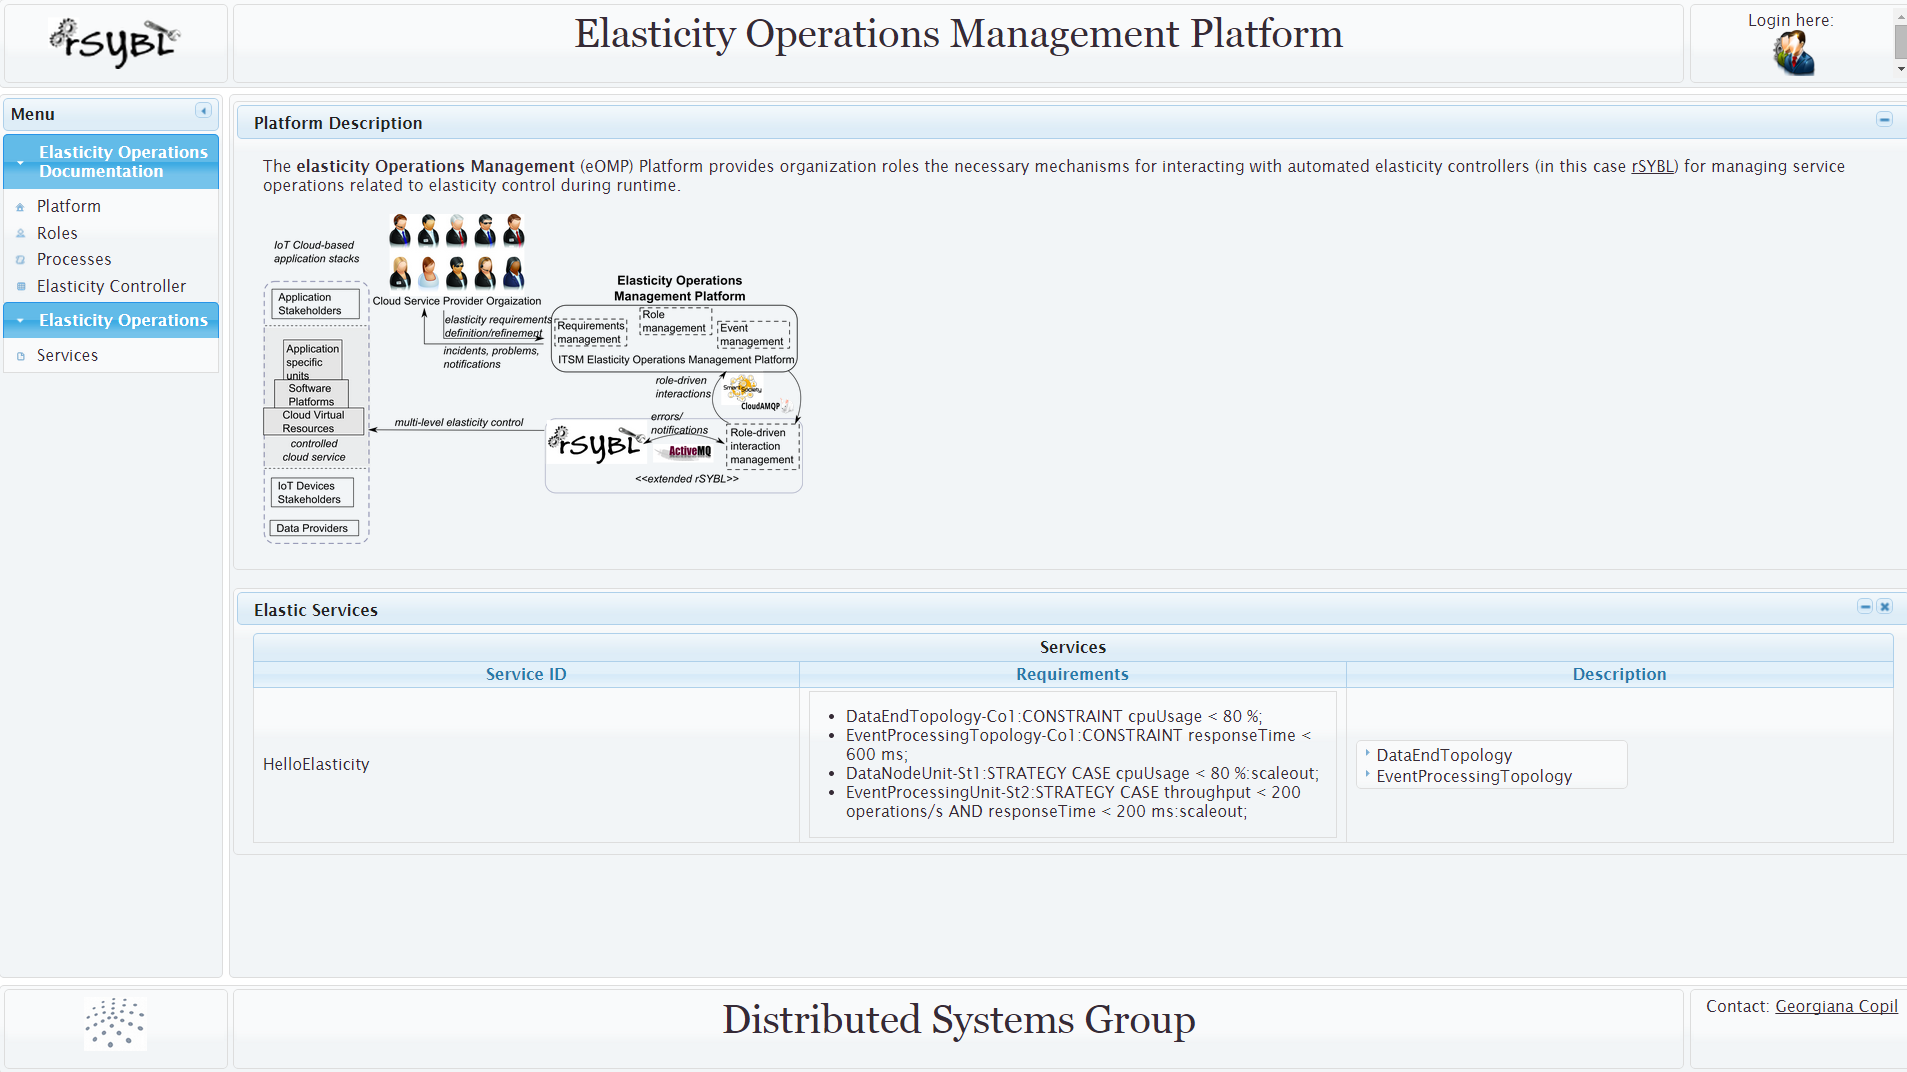 rSYBL
Elasticity Operations Management Platform
Login here:
Menu
Elasticity Operations
Documentation
Platform
Roles
Processes
Elasticity Controller
Elasticity Operations
Services
Platform Description
The elasticity Operations Management (eOMP) Platform provides organization roles the necessary mechanisms for interacting with automated elasticity controllers (in this case rSYBL) for managing service
operations related to elasticity control during runtime.
IoT Cloud-based
application stacks
Application
Stakeholders
Application
specific
units
Software
Platforms
Cloud Virtual
Resources
controlled
cloud service
IoT Devices
Stakeholders
Data Providers
Cloud Service Provider Orgaization
elasticity requirements
definition/refinement
incidents, problems,
notifications
Elasticity Operations
Management Platform
Requirements
management
Role
management
Event
management
ITSM Elasticity Operations Management Platform
role-driven
interactions
SmartSociety
CloudAMQP
multi-level elasticity control
errors/
notifications
rSYBL
ActiveMQ
Role-driven
interaction
management
<<extended rSYBL>>
Elastic Services
Services
Service ID
Requirements
Description
HelloElasticity
• DataEndTopology-Co1:CONSTRAINT cpuUsage < 80 %;
• EventProcessingTopology-Co1:CONSTRAINT responseTime <
600 ms;
• DataNodeUnit-St1:STRATEGY CASE cpuUsage < 80 %:scaleout;
• EventProcessingUnit-St2:STRATEGY CASE throughput < 200
operations/s AND responseTime < 200 ms:scaleout;
DataEndTopology
EventProcessingTopology
Distributed Systems Group
Contact: Georgiana Copil